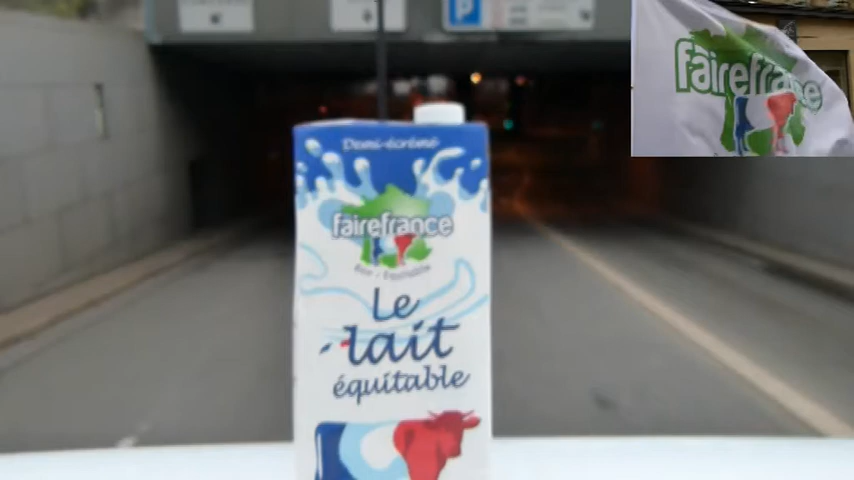 Demi-écrémé
fairefrance
Le
lait
équitable
fairefrance
P